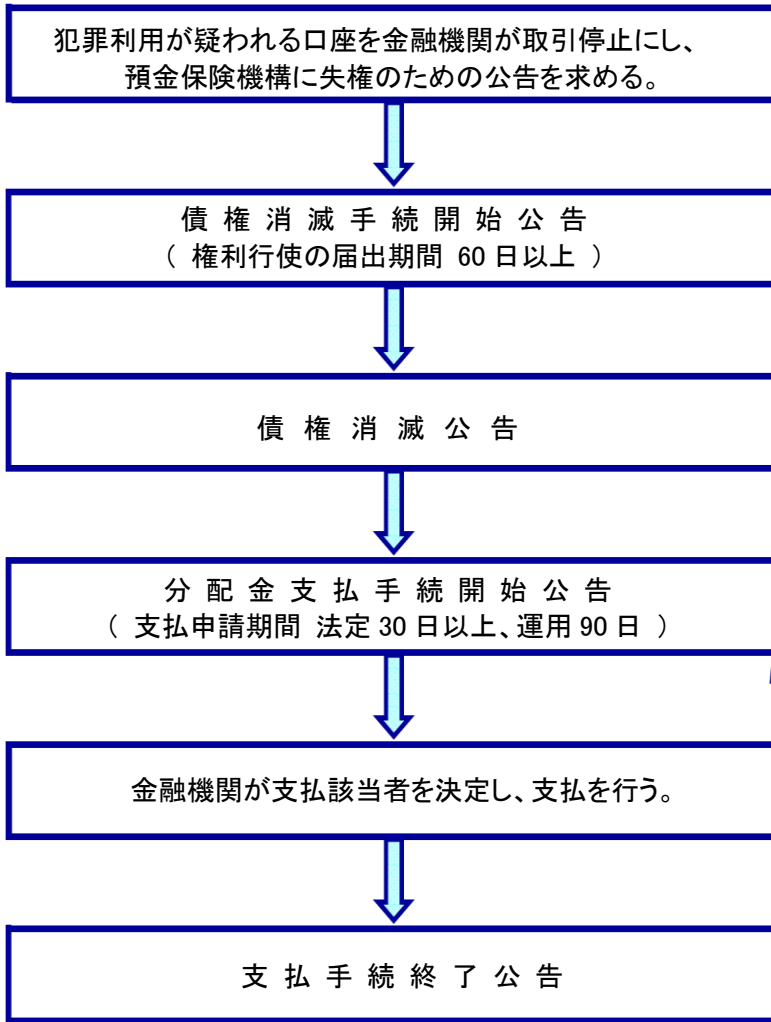 犯罪利用が疑われる口座を金融機関が取引停止にし、
預金保険機構に失権のための公告を求める。
債権消滅手続開始公告
（ 権利行使の届出期間 60日以上 ）
債権消滅公告
分配金支払手続開始公告
（ 支払申請期間 法定30日以上、運用90日 ）
金融機関が支払該当者を決定し、支払を行う。
支払手続終了公告